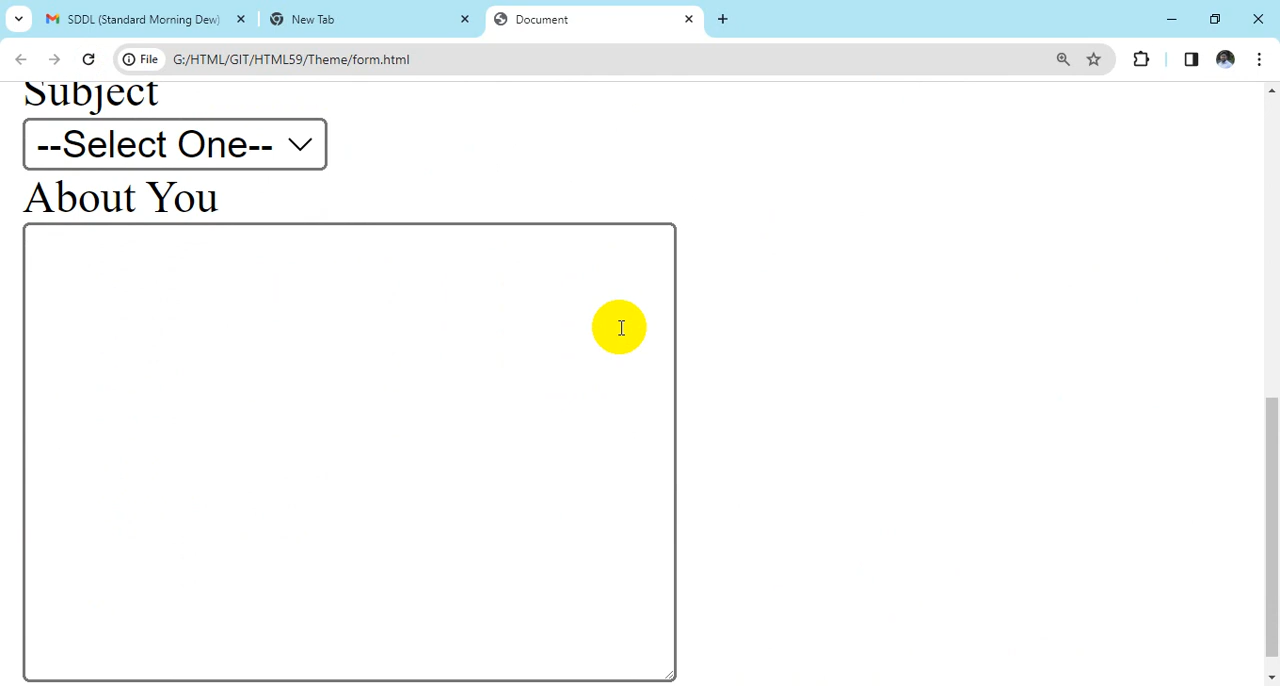 SDDL (Standard Morning Dew)
New Tab
Document
File
G:/HTML/GIT/HTML59/Theme/form.html
Subject
--Select One--
About You